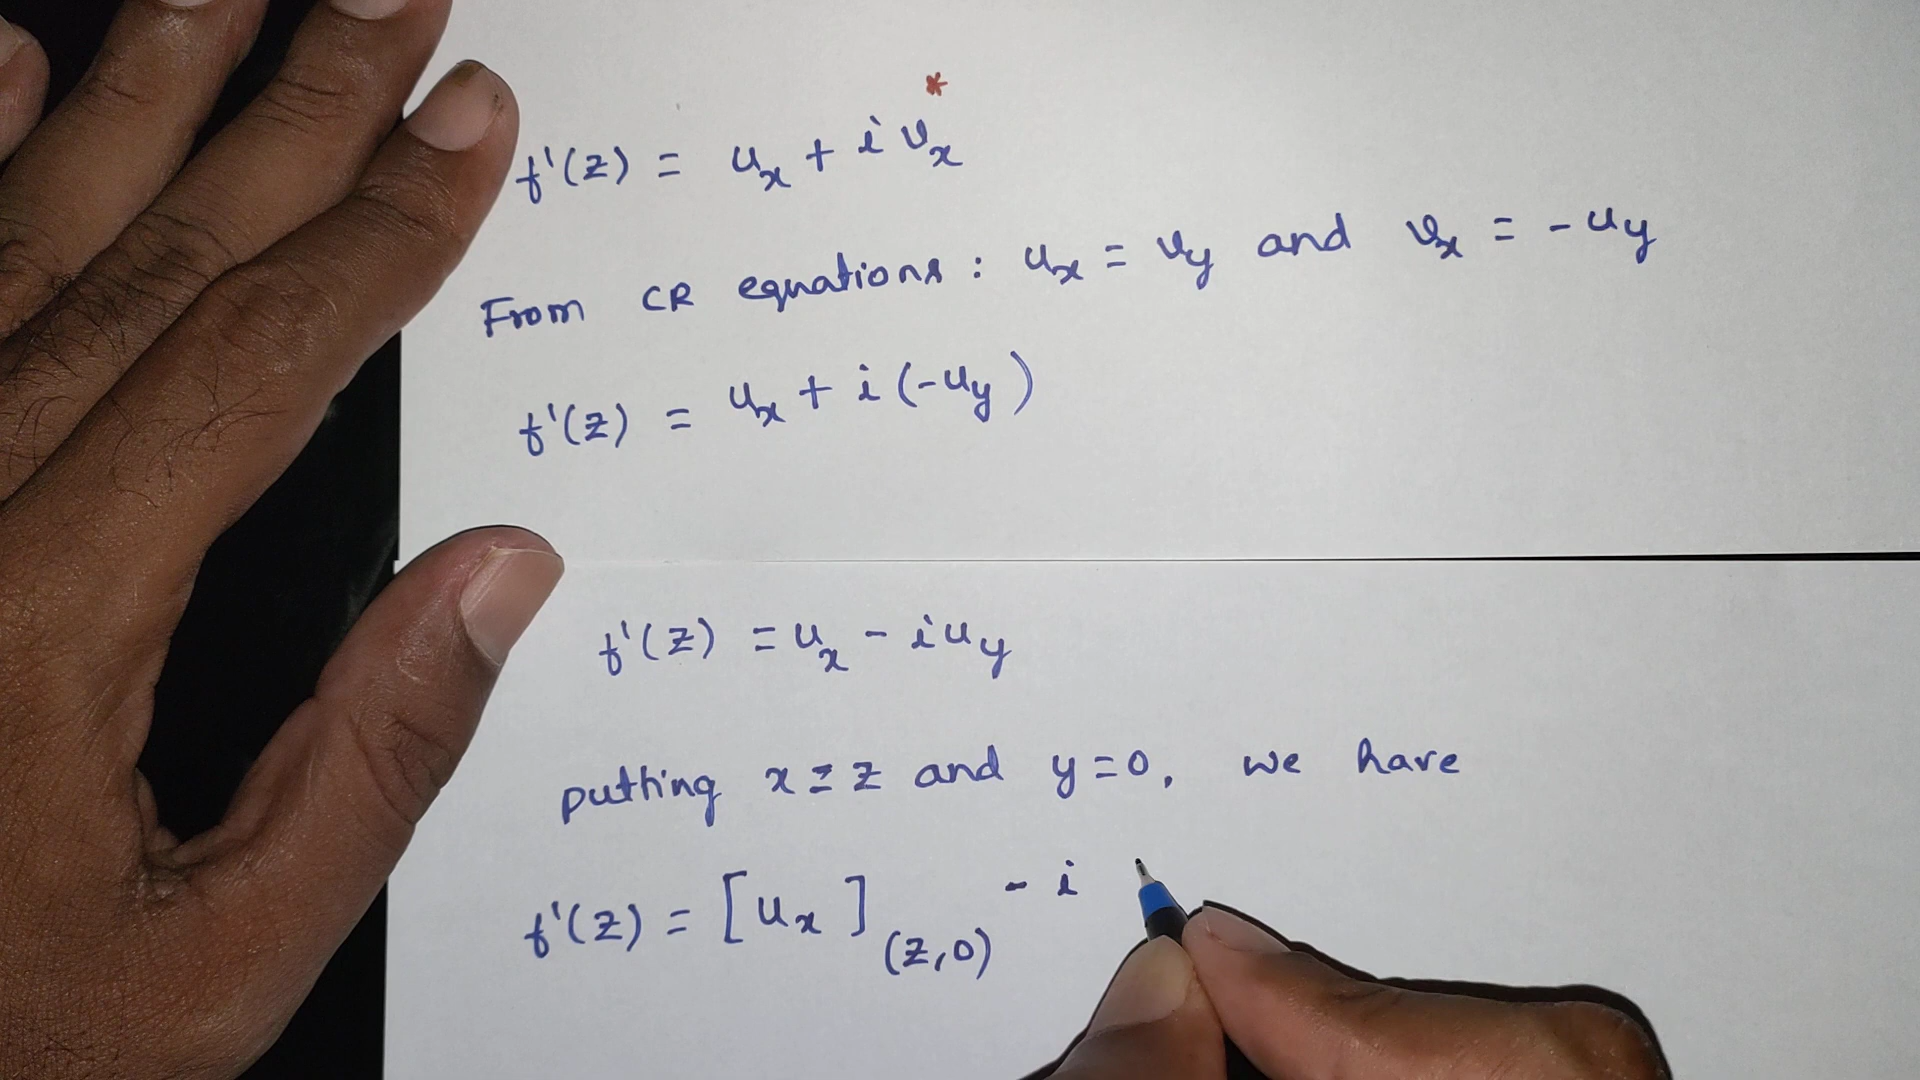 *
f'(z) = u_x + i v_x
From CR equations : u_x = v_y and v_x = - u_y
f'(z) = u_x + i (-u_y)
f'(z) = u_x - i u_y
putting x = z and y = 0, we have
f'(z) = [u_x]_(z,0) - i